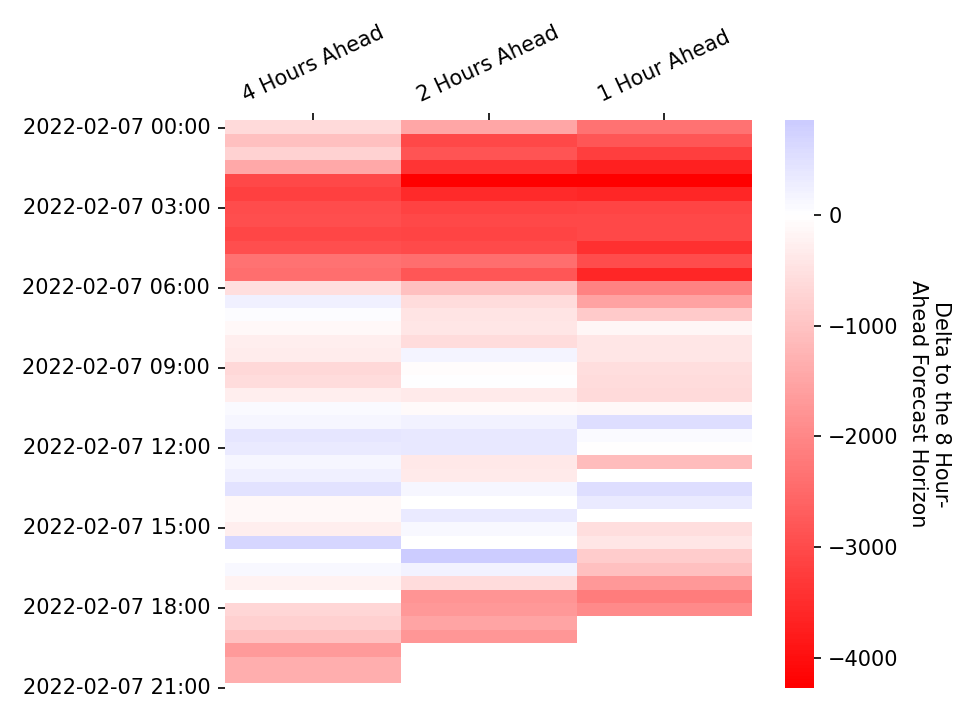 4 Hours Ahead
2 Hours Ahead
1 Hour Ahead
2022-02-07 00:00
2022-02-07 03:00
2022-02-07 06:00
2022-02-07 09:00
2022-02-07 12:00
2022-02-07 15:00
2022-02-07 18:00
2022-02-07 21:00
0
−1000
−2000
−3000
−4000
Delta to the 8 Hour-
Ahead Forecast Horizon